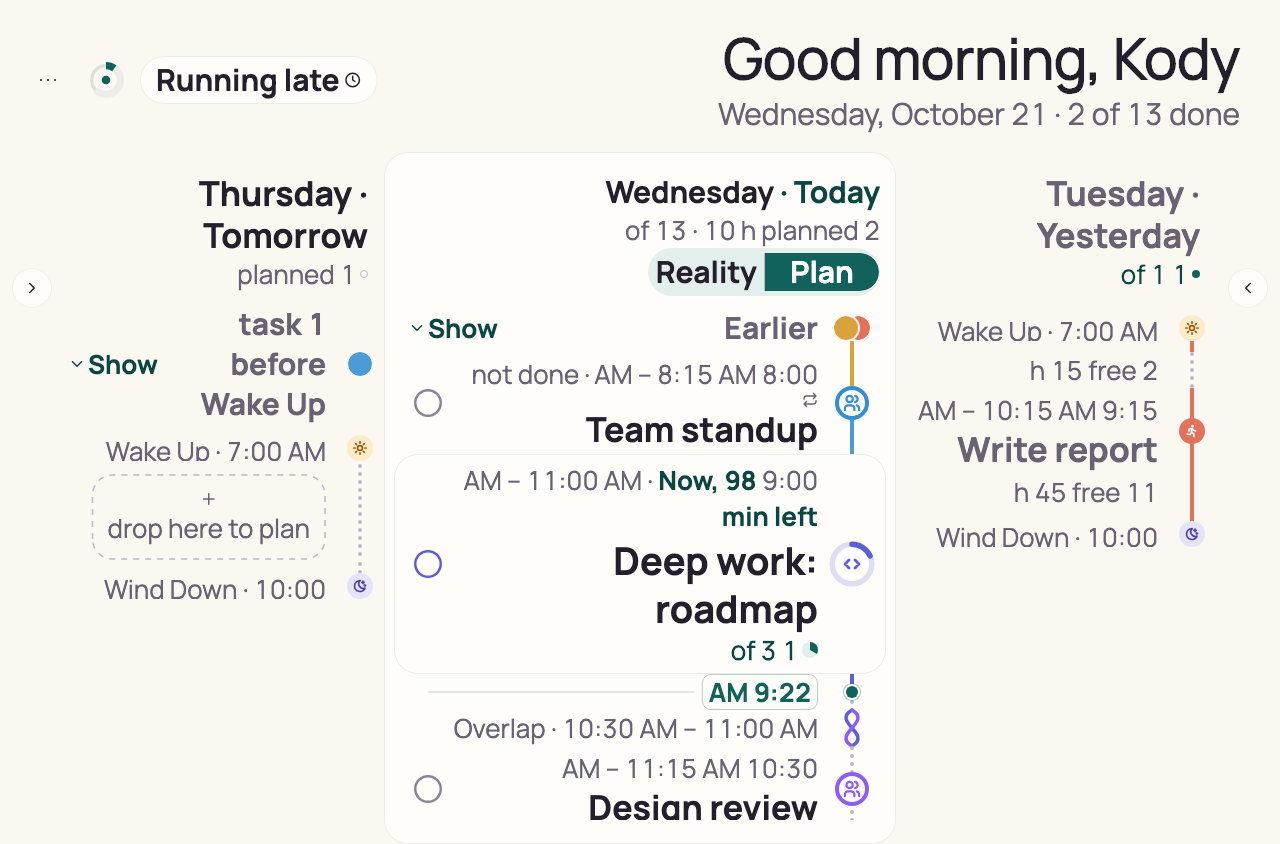 Good morning, Kody
Wednesday, October 21 · 2 of 13 done
Running late
...
Tuesday ·
Yesterday
of 1 1
Wake Up · 7:00 AM
h 15 free 2
AM – 10:15 AM 9:15
Write report
h 45 free 11
Wind Down · 10:00
Wednesday · Today
of 13 · 10 h planned 2
Reality
Plan
Earlier
Show
not done · AM – 8:15 AM 8:00
Team standup
AM – 11:00 AM · Now, 98 9:00
min left
Deep work:
roadmap
of 3 1
AM 9:22
Overlap · 10:30 AM – 11:00 AM
AM – 11:15 AM 10:30
Design review
Thursday ·
Tomorrow
planned 1
task 1
before
Wake Up
Show
Wake Up · 7:00 AM
+
drop here to plan
Wind Down · 10:00